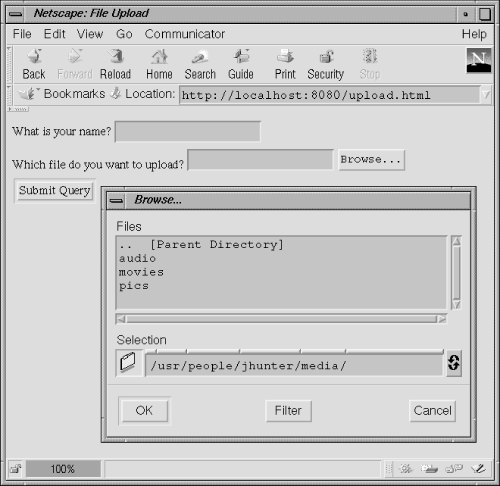 Netscape: File Upload
File Edit View Go Communicator Help
Back Forward Reload Home Search Guide Print Security Stop
N
Bookmarks Location: http://localhost:8080/upload.html
What is your name?
Which file do you want to upload? Browse...
Submit Query
Browse...
Files
.. [Parent Directory]
audio
movies
pics
Selection
/usr/people/jhunter/media/
OK Filter Cancel
100%